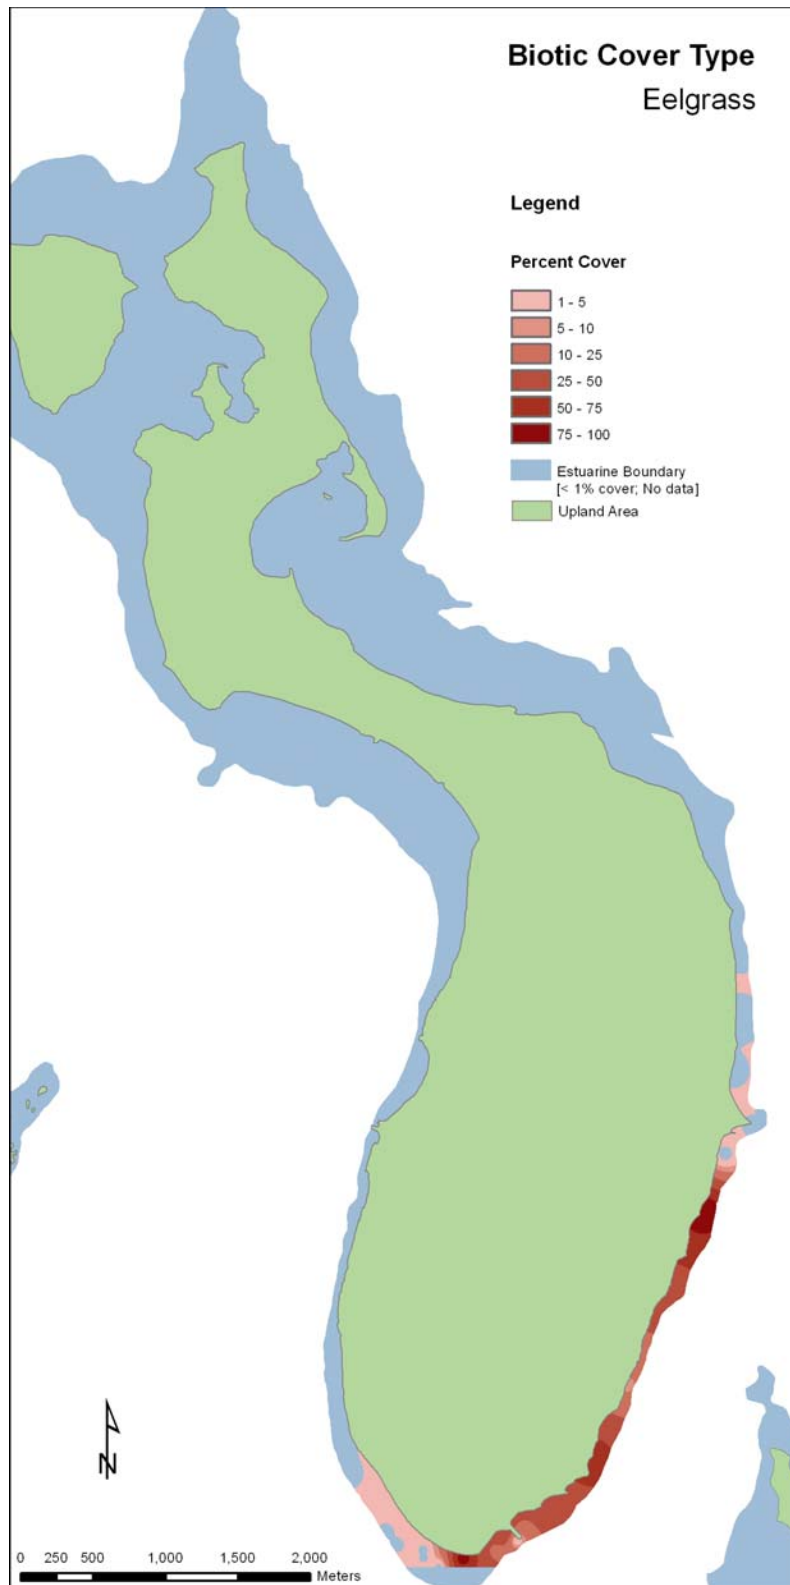 Biotic Cover Type
Eelgrass
Legend
Percent Cover
1 - 5
5 - 10
10 - 25
25 - 50
50 - 75
75 - 100
Estuarine Boundary
[< 1% cover; No data]
Upland Area
N
0 250 500 1,000 1,500 2,000
Meters